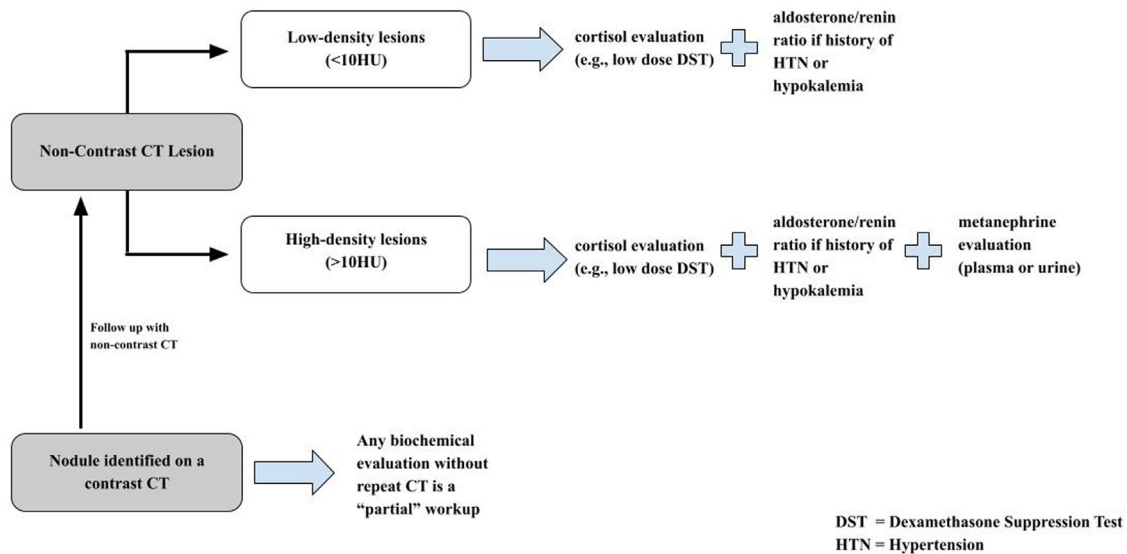 Low-density lesions
(<10HU)
cortisol evaluation
(e.g., low dose DST)
aldosterone/renin
ratio if history of
HTN or
hypokalemia
Non-Contrast CT Lesion
High-density lesions
(>10HU)
cortisol evaluation
(e.g., low dose DST)
aldosterone/renin
ratio if history of
HTN or
hypokalemia
metanephrine
evaluation
(plasma or urine)
Follow up with
non-contrast CT
Nodule identified on a
contrast CT
Any biochemical
evaluation without
repeat CT is a
“partial” workup
DST = Dexamethasone Suppression Test
HTN = Hypertension